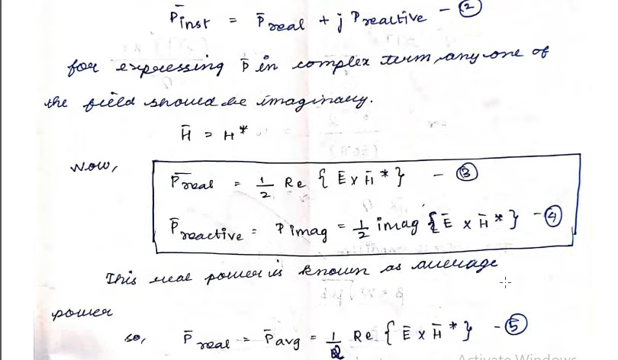 P̄inst = P̄real + j Preactive - ②
for expressing P̄ in complex term, any one of
the field should be imaginary.
H̄ = H*
Now,
P̄real = 1/2 Re { Ē x H̄* } - ③
P̄reactive = P imag = 1/2 imag { Ē x H̄* } - ④
This real power is known as average
power
so, P̄real = P̄avg = 1/2 Re { Ē x H̄* } - ⑤
Activate Windows